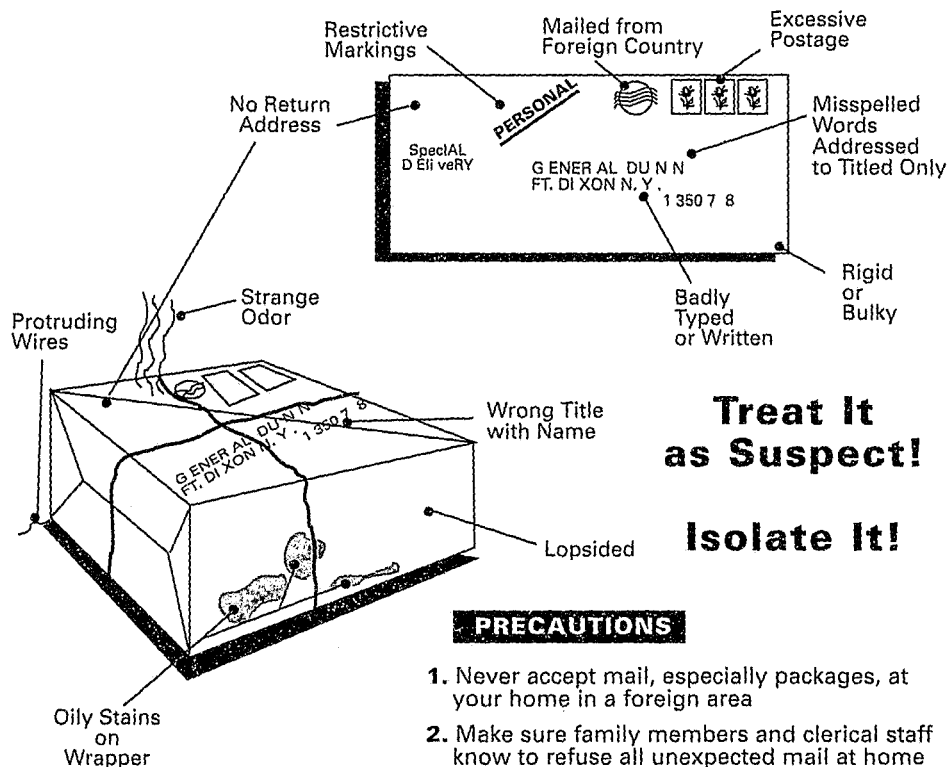 Restrictive
Markings
Mailed from
Foreign Country
Excessive
Postage
No Return
Address
PERSONAL
SpeclAL
D Eli veRY
G ENER AL DU N N
FT. DI XON N. Y .
1 350 7 8
Misspelled
Words
Addressed
to Titled Only
Rigid
or
Bulky
Badly
Typed
or Written
Strange
Odor
Protruding
Wires
G ENER AL DU N N
FT. DI XON N. Y .
1 350 7 8
Wrong Title
with Name
Lopsided
Oily Stains
on
Wrapper
Treat It
as Suspect!
Isolate It!
PRECAUTIONS
1. Never accept mail, especially packages, at
your home in a foreign area
2. Make sure family members and clerical staff
know to refuse all unexpected mail at home